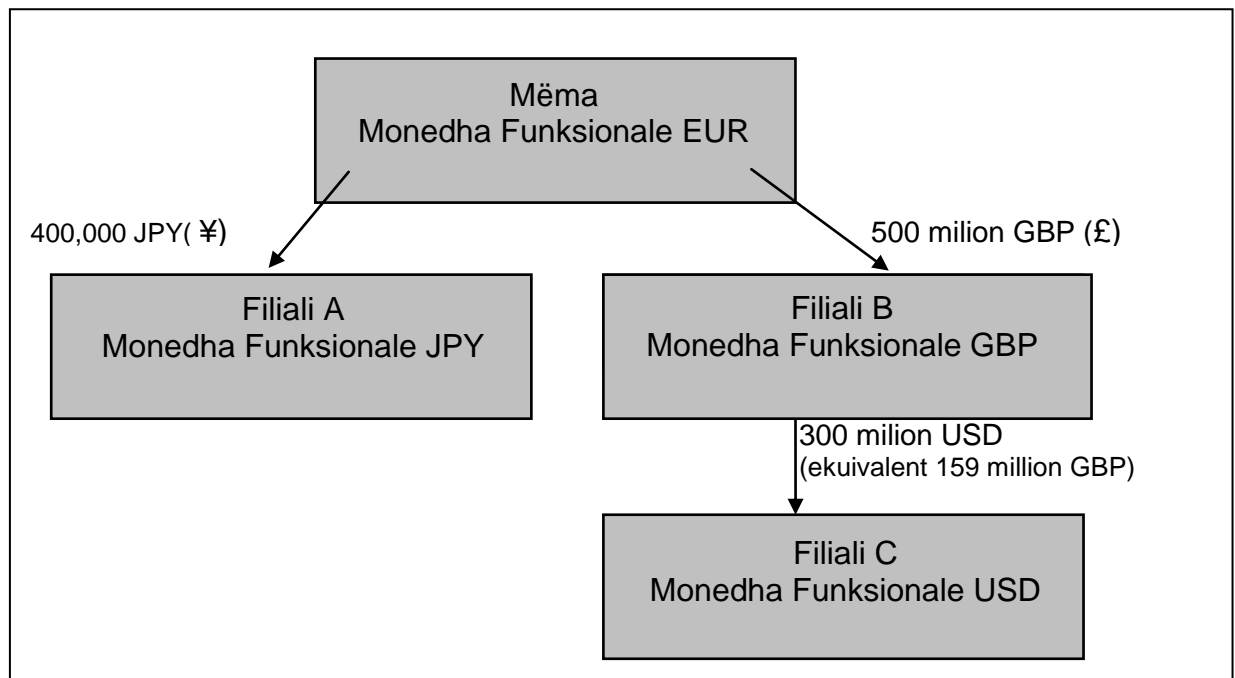 Mëma
Monedha Funksionale EUR
400,000 JPY( ¥)
500 milion GBP (£)
Filiali A
Monedha Funksionale JPY
Filiali B
Monedha Funksionale GBP
300 milion USD
(ekuivalent 159 million GBP)
Filiali C
Monedha Funksionale USD